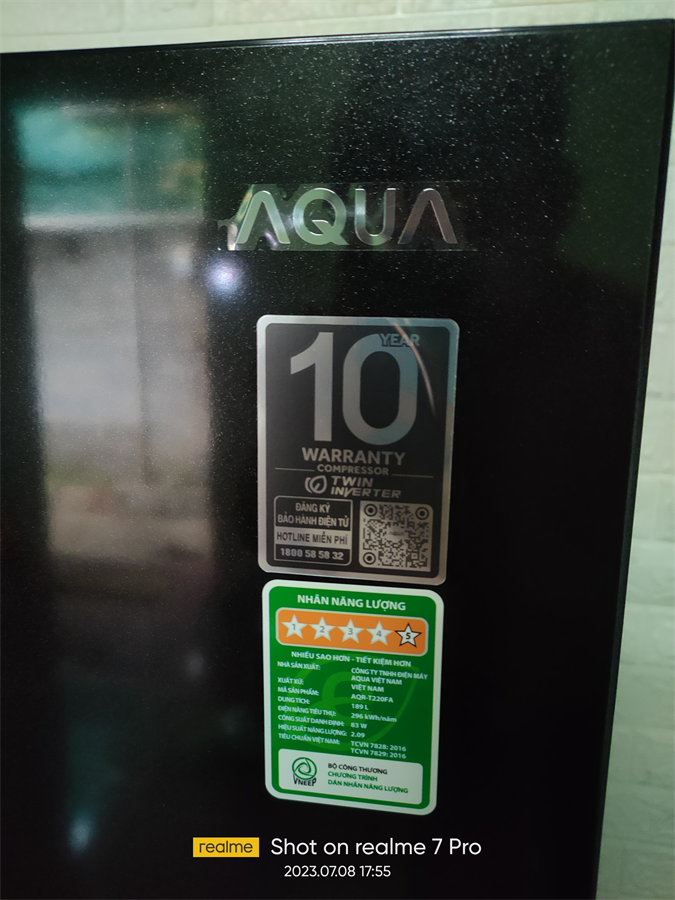 AQUA
10 YEAR
WARRANTY
COMPRESSOR
TWIN
INVERTER
ĐĂNG KÝ
BẢO HÀNH ĐIỆN TỬ
HOTLINE MIỄN PHÍ
1800 58 58 32
NHÃN NĂNG LƯỢNG
1 2 3 4 5
NHIỀU SAO HƠN - TIẾT KIỆM HƠN
NHÀ SẢN XUẤT: CÔNG TY TNHH ĐIỆN MÁY
AQUA VIỆT NAM
XUẤT XỨ: VIỆT NAM
MÃ SẢN PHẨM: AQR-T220FA
DUNG TÍCH: 189 L
ĐIỆN NĂNG TIÊU THỤ: 296 kWh/năm
CÔNG SUẤT DANH ĐỊNH: 83 W
HIỆU SUẤT NĂNG LƯỢNG: 2.09
TIÊU CHUẨN VIỆT NAM: TCVN 7828: 2016
TCVN 7829: 2016
VNEEP
BỘ CÔNG THƯƠNG
CHƯƠNG TRÌNH
DÁN NHÃN NĂNG LƯỢNG
realme Shot on realme 7 Pro
2023.07.08 17:55